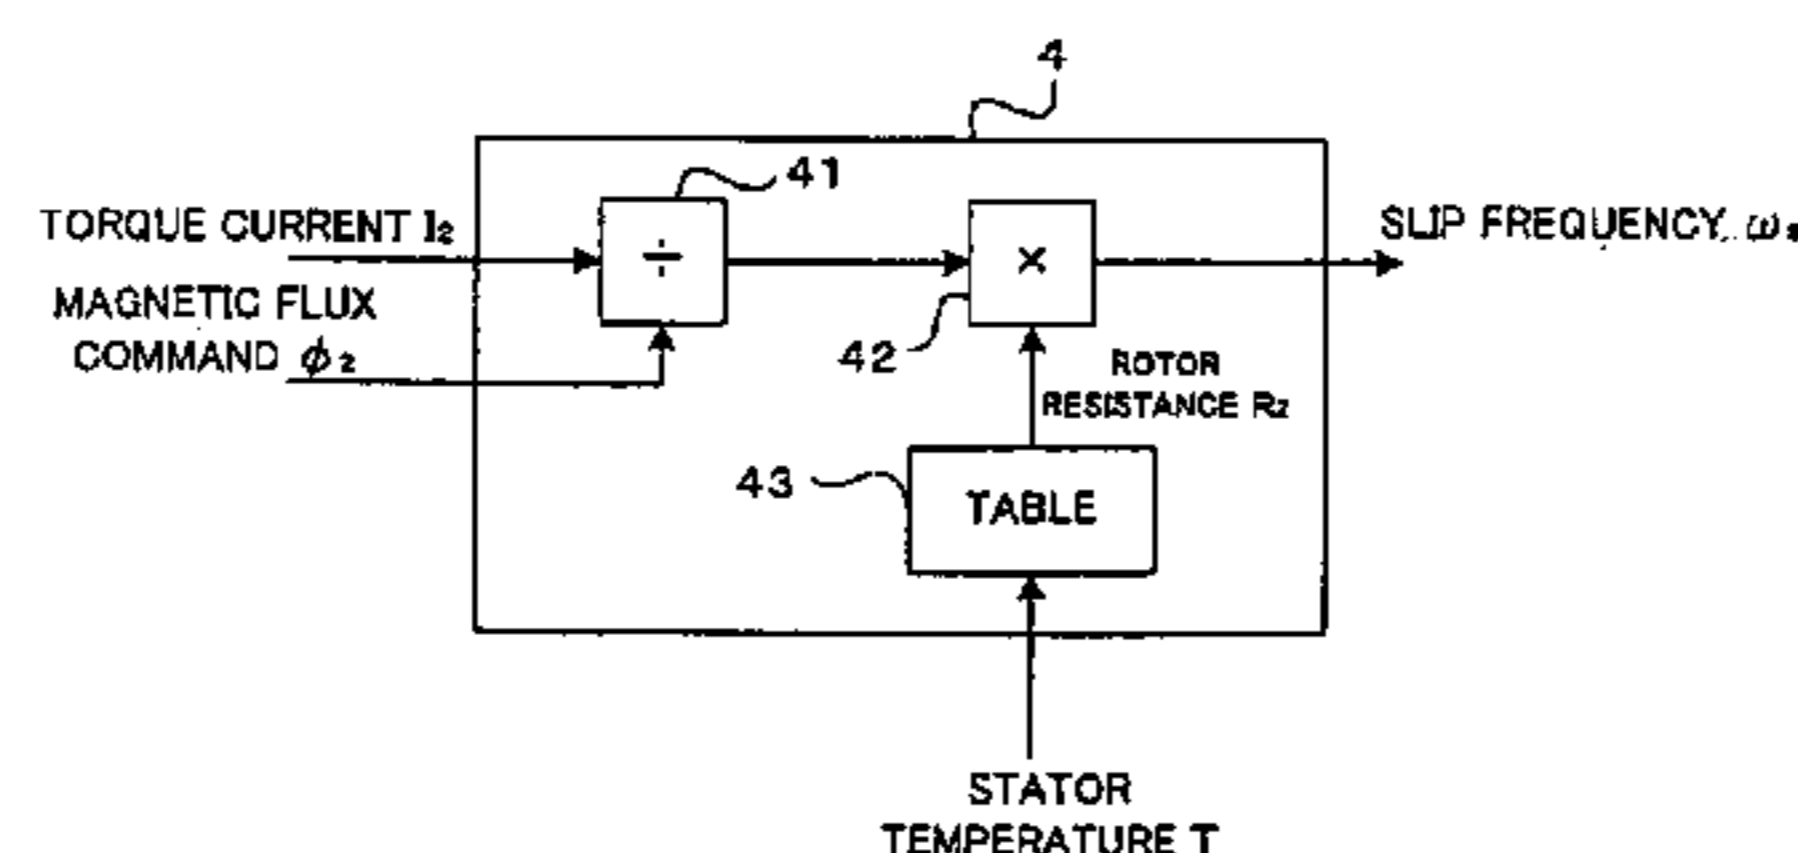 4
41
TORQUE CURRENT I₂
÷
×
SLIP FREQUENCY ωₛ
MAGNETIC FLUX
COMMAND ϕ₂
42
ROTOR
RESISTANCE R₂
43
TABLE
STATOR
TEMPERATURE T